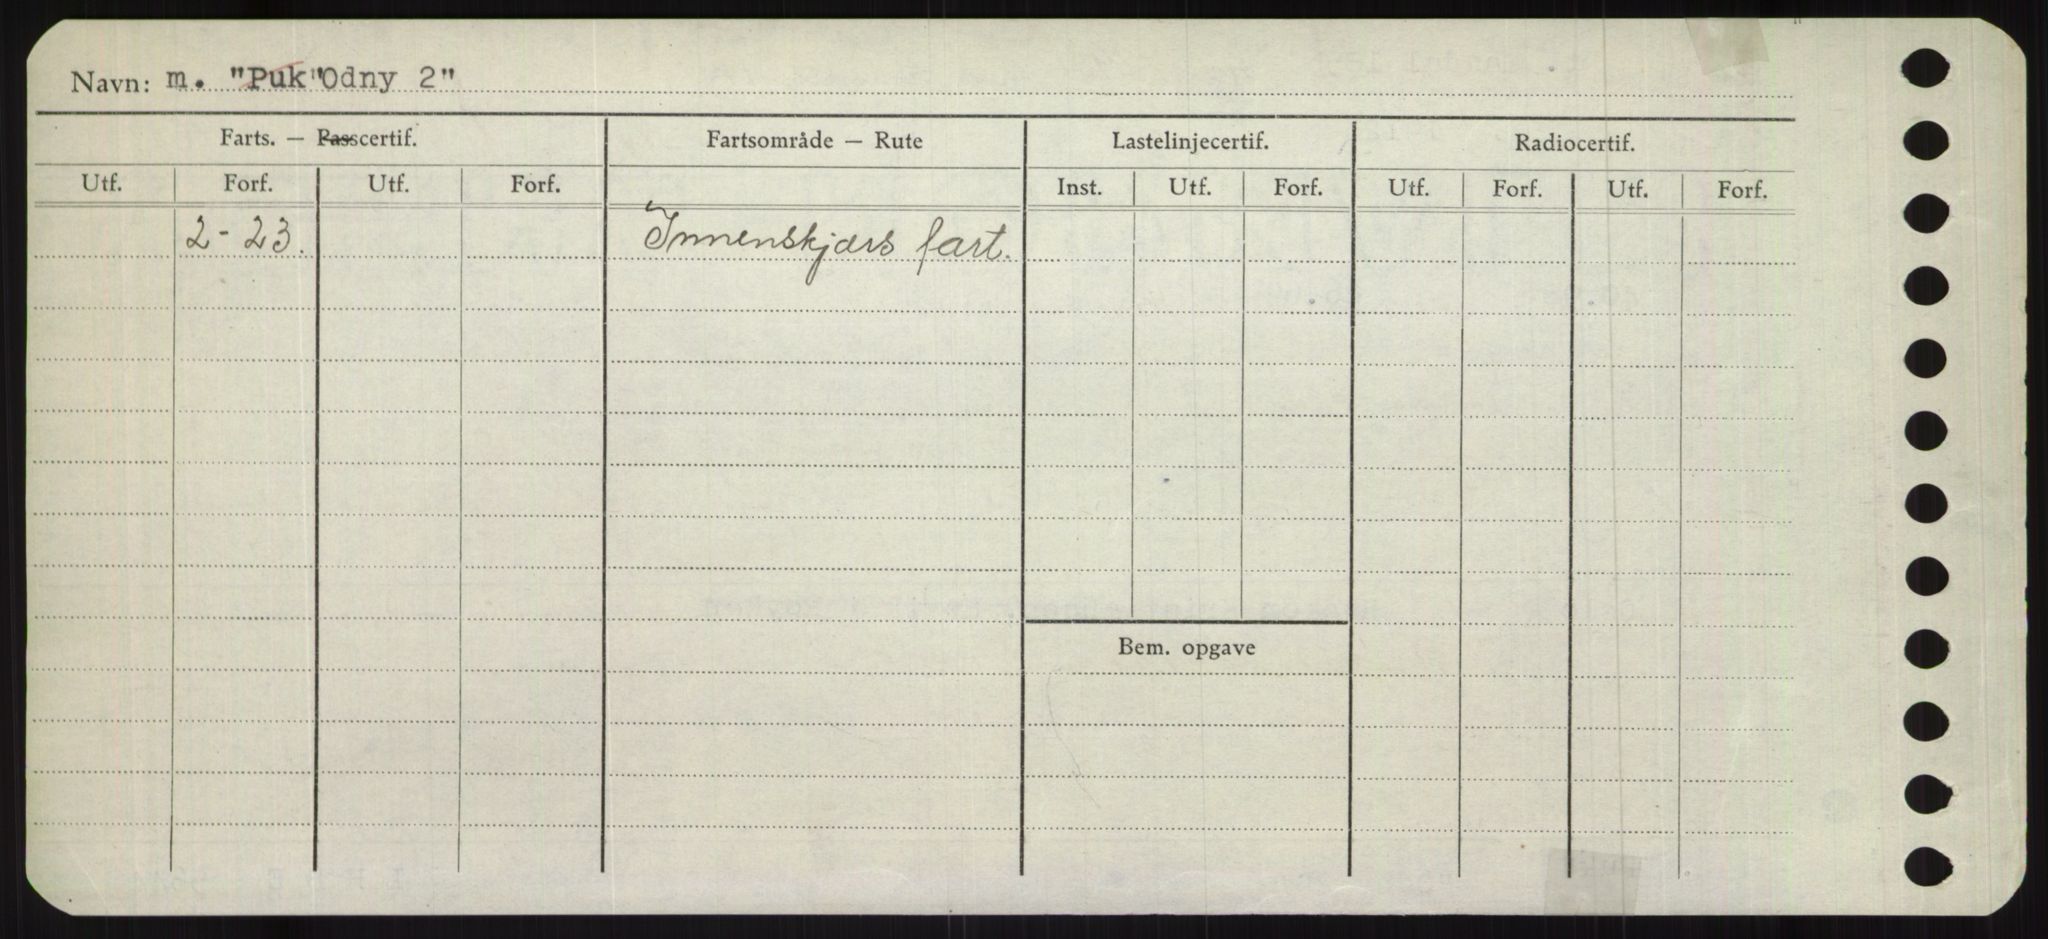 Navn: m. "Puk" "Odny 2"
Farts. — Passcertif. Fartsområde — Rute Lastelinjecertif. Radiocertif.
Utf. Forf. Utf. Forf. Inst. Utf. Forf. Utf. Forf. Utf. Forf.
2-23. Innenskjærs fart.
Bem. opgave